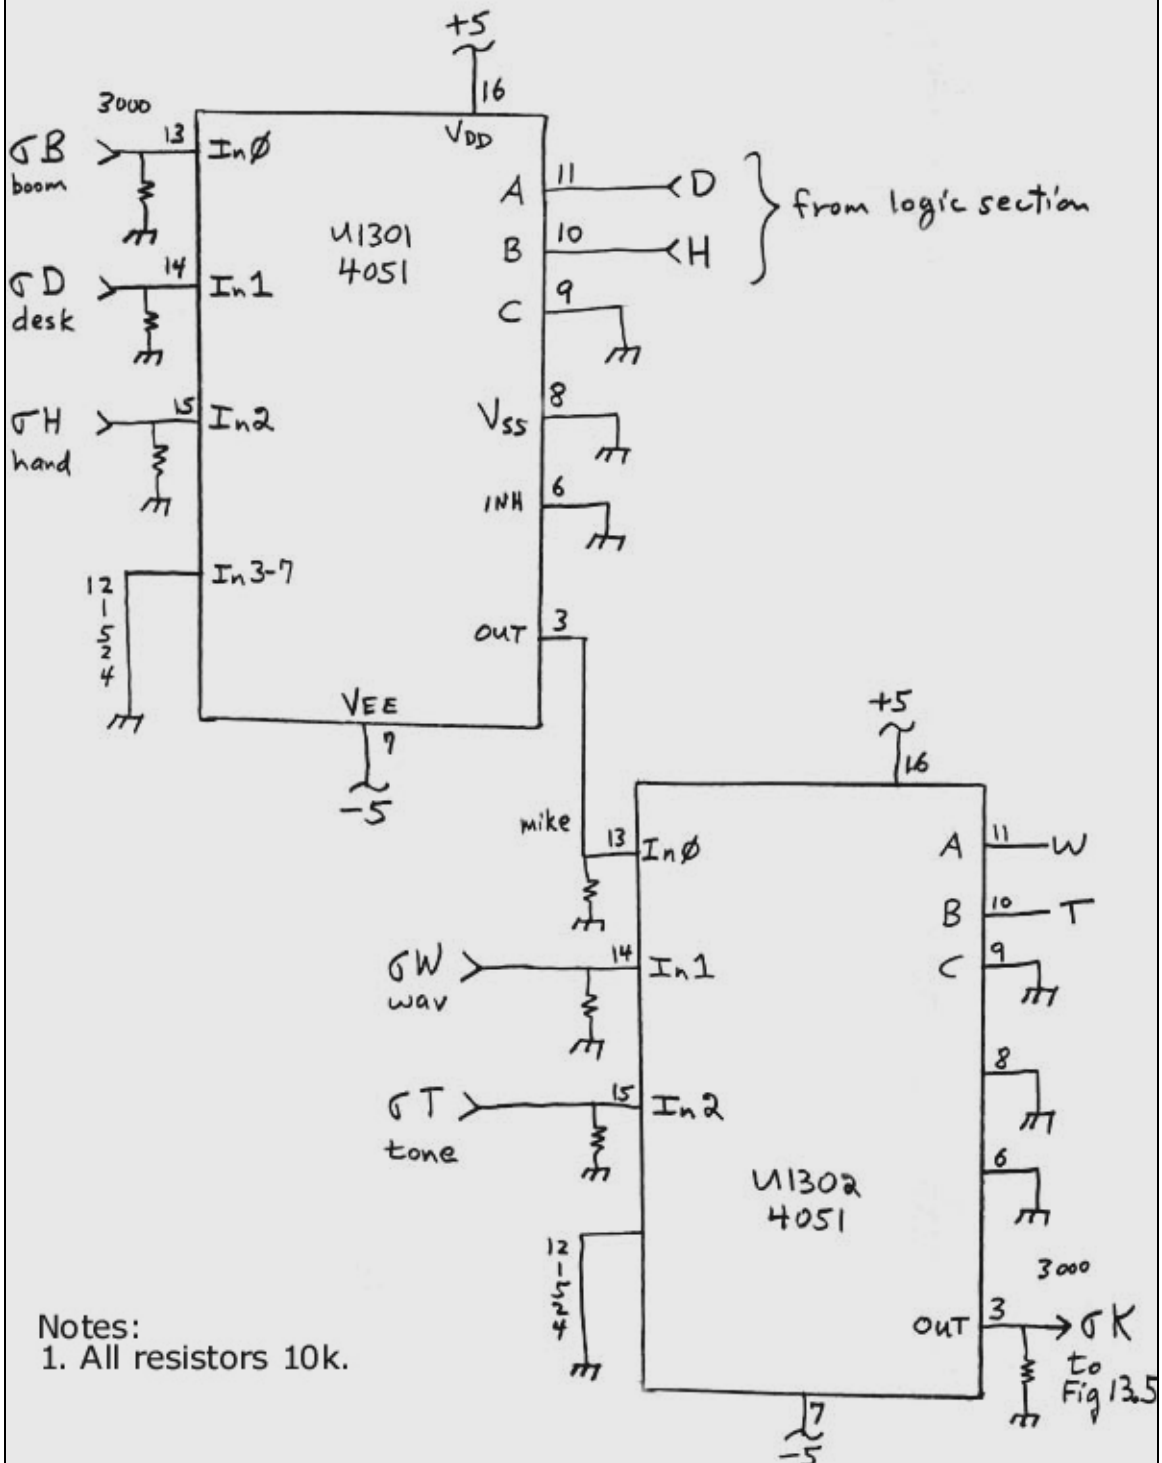 +5
16
VDD
3000
σB
boom
13
InØ
U1301
4051
A
11
D
B
10
H
from logic section
C
9
σD
desk
14
In1
VSS
8
σH
hand
15
In2
INH
6
In3-7
12
1
5
2
4
OUT
3
VEE
7
-5
+5
16
mike
13
InØ
A
11
W
B
10
T
C
9
σW
wav
14
In1
8
σT
tone
15
In2
6
U1302
4051
12
1
5
2
4
3000
OUT
3
σK
to
Fig 13.5
7
-5
Notes:
1. All resistors 10k.